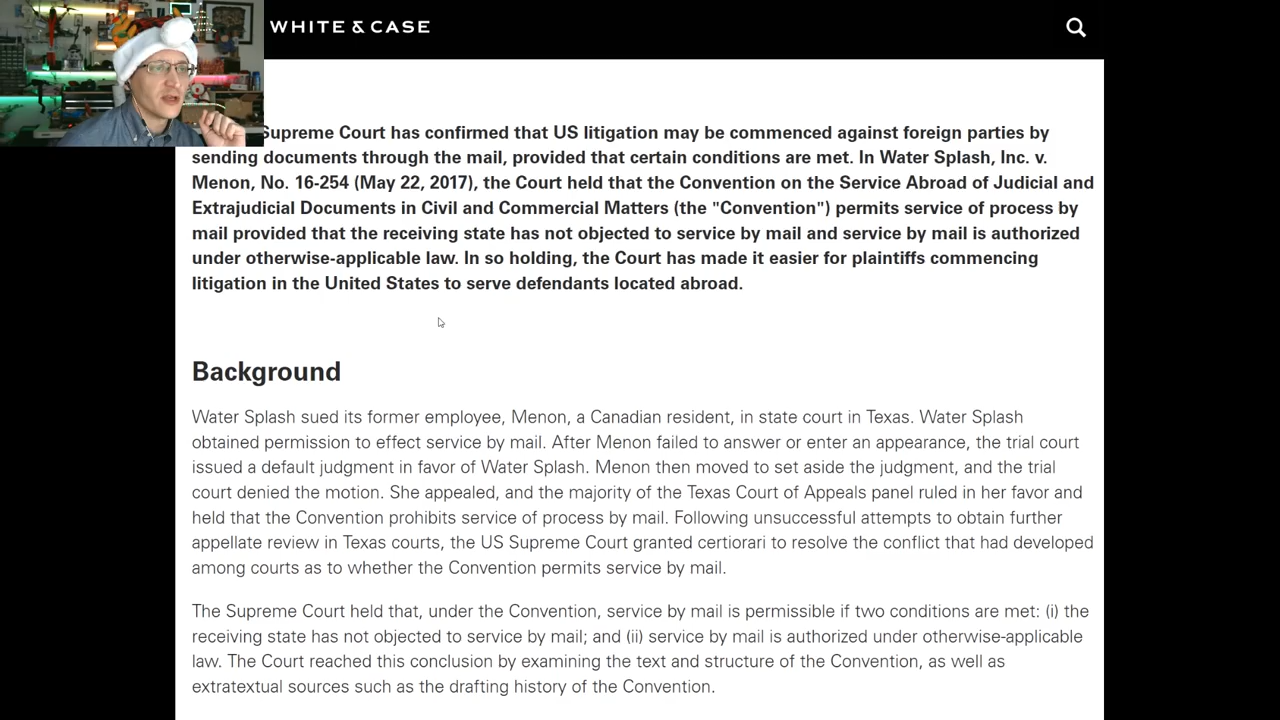 WHITE & CASE
Supreme Court has confirmed that US litigation may be commenced against foreign parties by
sending documents through the mail, provided that certain conditions are met. In Water Splash, Inc. v.
Menon, No. 16-254 (May 22, 2017), the Court held that the Convention on the Service Abroad of Judicial and
Extrajudicial Documents in Civil and Commercial Matters (the "Convention") permits service of process by
mail provided that the receiving state has not objected to service by mail and service by mail is authorized
under otherwise-applicable law. In so holding, the Court has made it easier for plaintiffs commencing
litigation in the United States to serve defendants located abroad.
Background
Water Splash sued its former employee, Menon, a Canadian resident, in state court in Texas. Water Splash
obtained permission to effect service by mail. After Menon failed to answer or enter an appearance, the trial court
issued a default judgment in favor of Water Splash. Menon then moved to set aside the judgment, and the trial
court denied the motion. She appealed, and the majority of the Texas Court of Appeals panel ruled in her favor and
held that the Convention prohibits service of process by mail. Following unsuccessful attempts to obtain further
appellate review in Texas courts, the US Supreme Court granted certiorari to resolve the conflict that had developed
among courts as to whether the Convention permits service by mail.
The Supreme Court held that, under the Convention, service by mail is permissible if two conditions are met: (i) the
receiving state has not objected to service by mail; and (ii) service by mail is authorized under otherwise-applicable
law. The Court reached this conclusion by examining the text and structure of the Convention, as well as
extratextual sources such as the drafting history of the Convention.